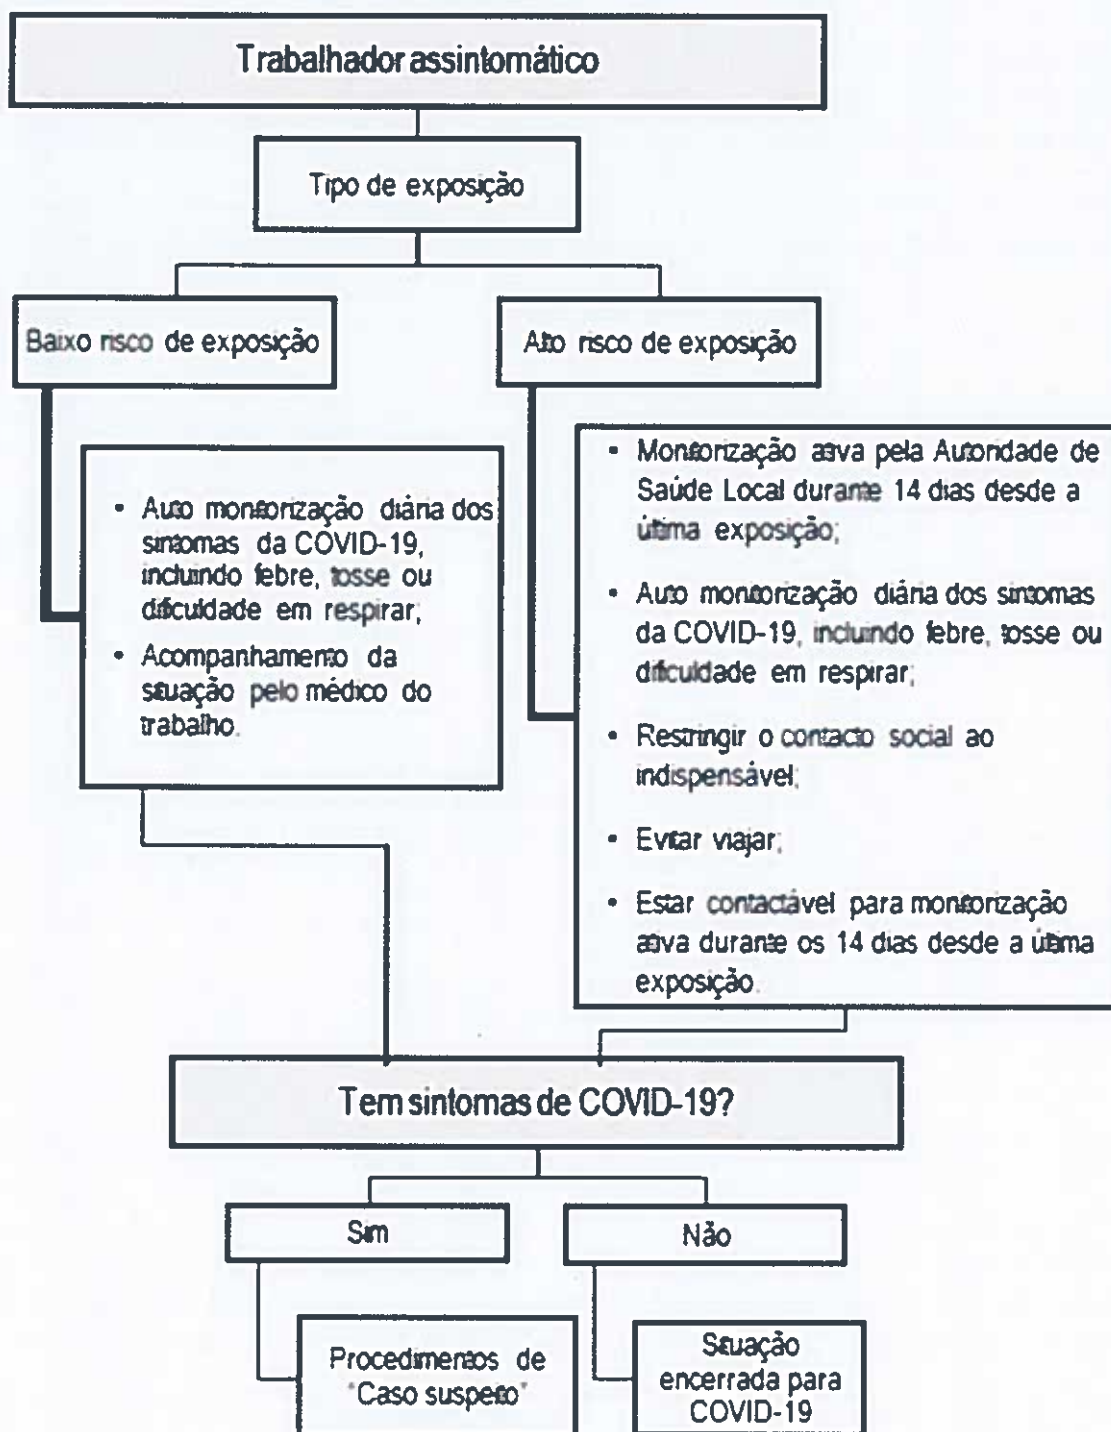 Trabalhador assintomático
Tipo de exposição
Baixo risco de exposição
Alto risco de exposição
• Auto monitorização diária dos
sintomas da COVID-19,
incluindo febre, tosse ou
dificuldade em respirar;
• Acompanhamento da
situação pelo médico do
trabalho.
• Monitorização ativa pela Autoridade de
Saúde Local durante 14 dias desde a
última exposição;
• Auto monitorização diária dos sintomas
da COVID-19, incluindo febre, tosse ou
dificuldade em respirar;
• Restringir o contacto social ao
indispensável;
• Evitar viajar;
• Estar contactável para monitorização
ativa durante os 14 dias desde a última
exposição.
Tem sintomas de COVID-19?
Sim
Não
Procedimentos de
"Caso suspeito"
Situação
encerrada para
COVID-19